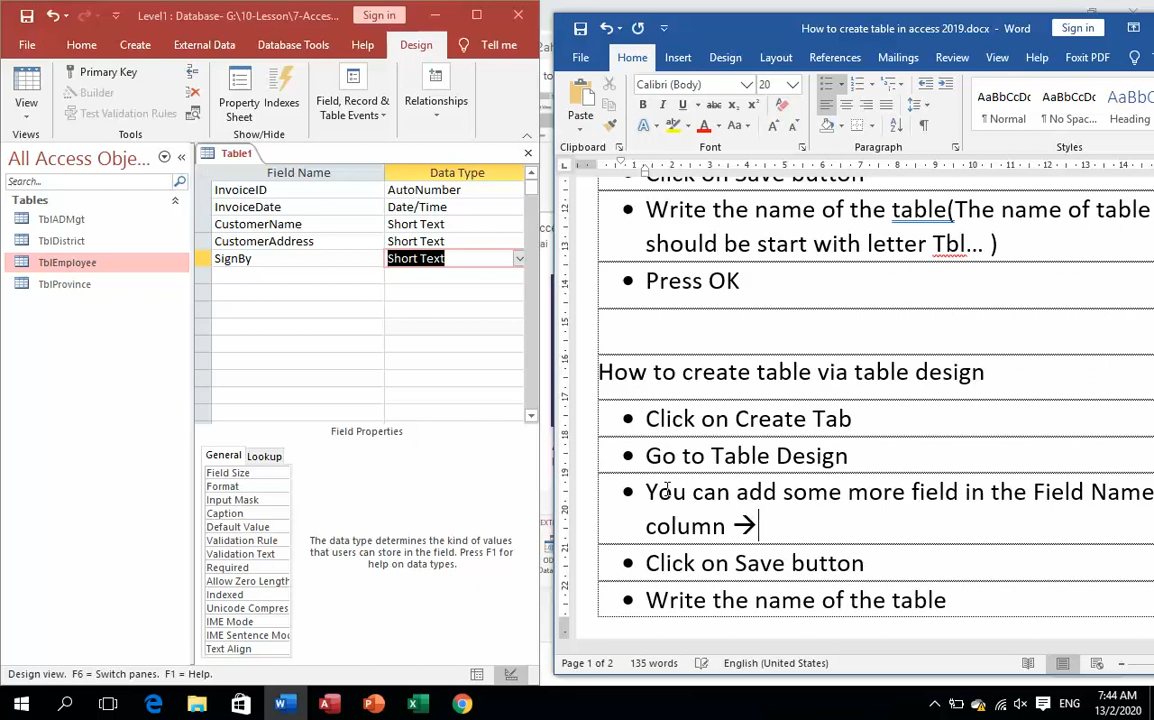 Level1 : Database- G:\10-Lesson\7-Acces...
Sign in
File
Home
Create
External Data
Database Tools
Help
Design
Tell me
View
Primary Key
Builder
Test Validation Rules
Property
Sheet
Indexes
Field, Record &
Table Events
Relationships
Views
Tools
Show/Hide
All Access Obje...
Search...
Tables
TblADMgt
TblDistrict
TblEmployee
TblProvince
Table1
Field Name
Data Type
InvoiceID
AutoNumber
InvoiceDate
Date/Time
CustomerName
Short Text
CustomerAddress
Short Text
SignBy
Short Text
Field Properties
General
Lookup
Field Size
Format
Input Mask
Caption
Default Value
Validation Rule
Validation Text
Required
Allow Zero Length
Indexed
Unicode Compres
IME Mode
IME Sentence Moc
Text Align
The data type determines the kind of values
that users can store in the field. Press F1 for
help on data types.
Design view. F6 = Switch panes. F1 = Help.
How to create table in access 2019.docx - Word
Sign in
File
Home
Insert
Design
Layout
References
Mailings
Review
View
Help
Foxit PDF
Paste
Calibri (Body)
20
Clipboard
Font
Paragraph
Styles
AaBbCcDc
¶ Normal
AaBbCcDc
¶ No Spac...
AaBbC
Heading
Click on Save button
• Write the name of the table(The name of table
should be start with letter Tbl... )
• Press OK
How to create table via table design
• Click on Create Tab
• Go to Table Design
• You can add some more field in the Field Name
column →
• Click on Save button
• Write the name of the table
Page 1 of 2
135 words
English (United States)
ENG
7:44 AM
13/2/2020